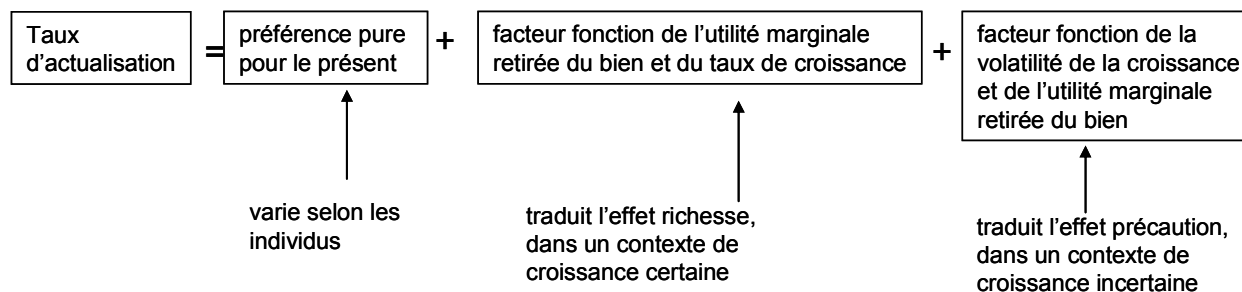 Taux
d’actualisation
=
préférence pure
pour le présent
+
facteur fonction de l’utilité marginale
retirée du bien et du taux de croissance
+
facteur fonction de la
volatilité de la croissance
et de l’utilité marginale
retirée du bien
varie selon les
individus
traduit l’effet richesse,
dans un contexte de
croissance certaine
traduit l’effet précaution,
dans un contexte de
croissance incertaine